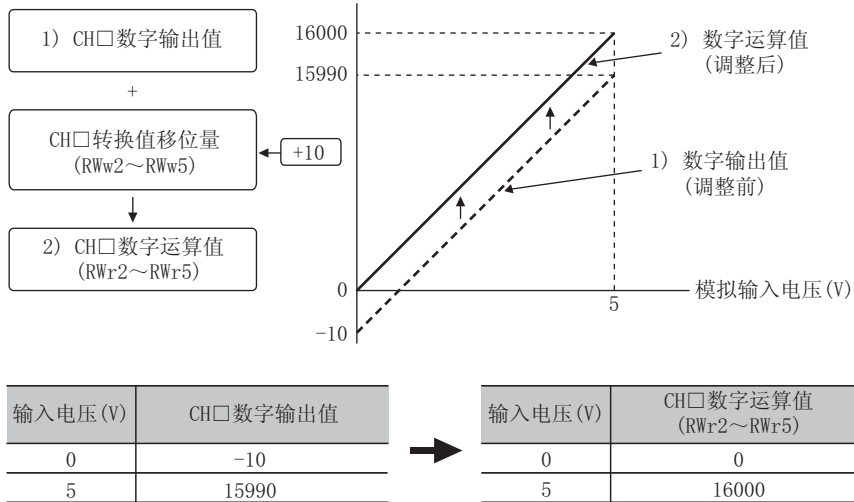 1) CH□数字输出值
+
CH□转换值移位量
(RWw2～RWw5)
+10
2) CH□数字运算值
(RWr2～RWr5)
16000
15990
0
-10
5
模拟输入电压(V)
2) 数字运算值
(调整后)
1) 数字输出值
(调整前)
输入电压(V) CH□数字输出值
0 -10
5 15990
输入电压(V) CH□数字运算值
(RWr2～RWr5)
0 0
5 16000